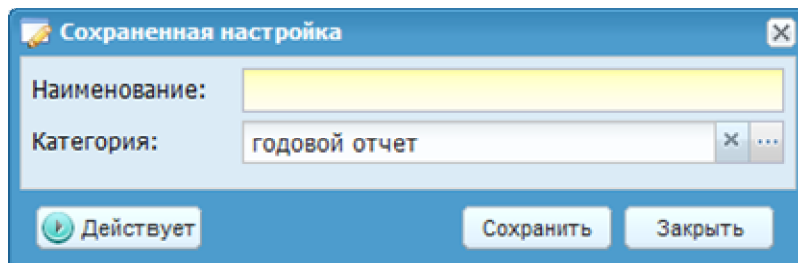 Сохраненная настройка
Наименование:
Категория: годовой отчет
Действует Сохранить Закрыть